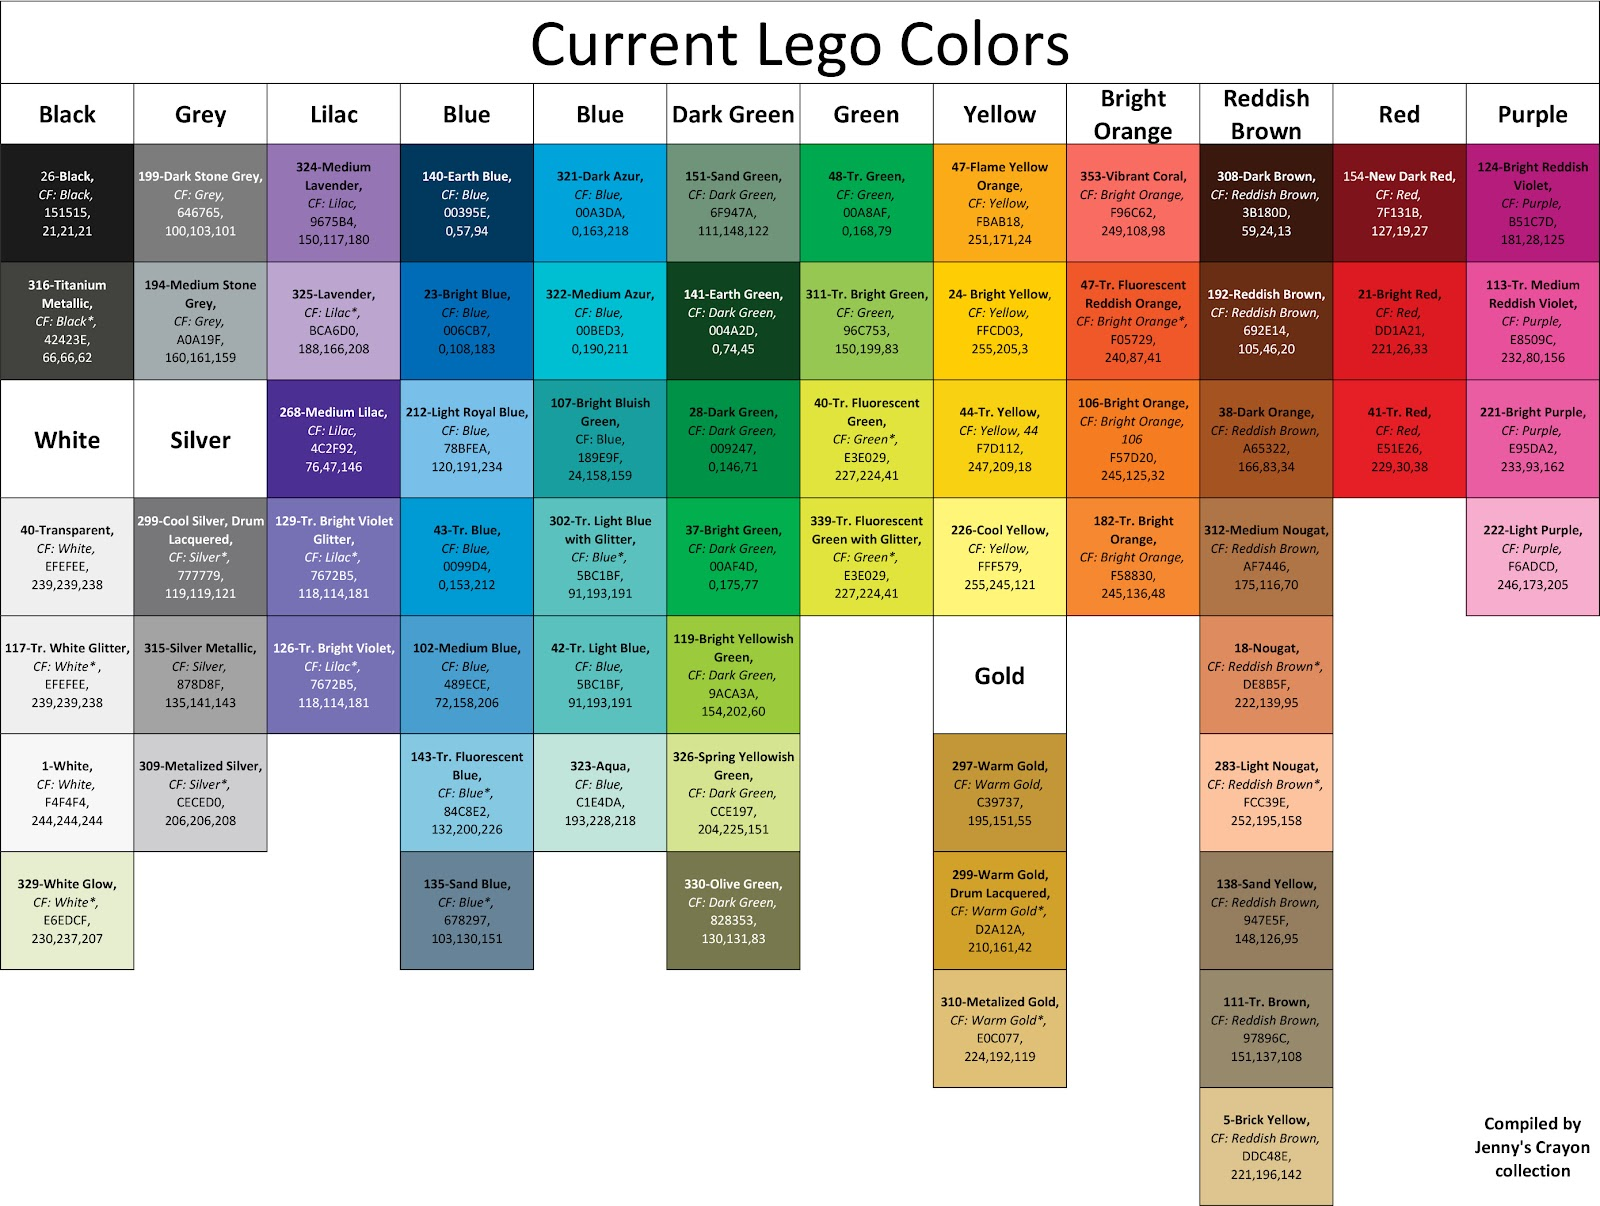 Current Lego Colors
Black
Grey
Lilac
Blue
Blue
Dark Green
Green
Yellow
Bright
Orange
Reddish
Brown
Red
Purple
26-Black,
CF: Black,
151515,
21,21,21
199-Dark Stone Grey,
CF: Grey,
646765,
100,103,101
324-Medium
Lavender,
CF: Lilac,
9675B4,
150,117,180
140-Earth Blue,
CF: Blue,
00395E,
0,57,94
321-Dark Azur,
CF: Blue,
00A3DA,
0,163,218
151-Sand Green,
CF: Dark Green,
6F947A,
111,148,122
48-Tr. Green,
CF: Green,
00A8AF,
0,168,79
47-Flame Yellow
Orange,
CF: Yellow,
FBAB18,
251,171,24
353-Vibrant Coral,
CF: Bright Orange,
F96C62,
249,108,98
308-Dark Brown,
CF: Reddish Brown,
3B180D,
59,24,13
154-New Dark Red,
CF: Red,
7F131B,
127,19,27
124-Bright Reddish
Violet,
CF: Purple,
B51C7D,
181,28,125
316-Titanium
Metallic,
CF: Black*,
42423E,
66,66,62
194-Medium Stone
Grey,
CF: Grey,
A0A19F,
160,161,159
325-Lavender,
CF: Lilac*,
BCA6D0,
188,166,208
23-Bright Blue,
CF: Blue,
006CB7,
0,108,183
322-Medium Azur,
CF: Blue,
00BED3,
0,190,211
141-Earth Green,
CF: Dark Green,
004A2D,
0,74,45
311-Tr. Bright Green,
CF: Green,
96C753,
150,199,83
24- Bright Yellow,
CF: Yellow,
FFCD03,
255,205,3
47-Tr. Fluorescent
Reddish Orange,
CF: Bright Orange*,
F05729,
240,87,41
192-Reddish Brown,
CF: Reddish Brown,
692E14,
105,46,20
21-Bright Red,
CF: Red,
DD1A21,
221,26,33
113-Tr. Medium
Reddish Violet,
CF: Purple,
E8509C,
232,80,156
White
Silver
268-Medium Lilac,
CF: Lilac,
4C2F92,
76,47,146
212-Light Royal Blue,
CF: Blue,
78BFEA,
120,191,234
107-Bright Bluish
Green,
CF: Blue,
189E9F,
24,158,159
28-Dark Green,
CF: Dark Green,
009247,
0,146,71
40-Tr. Fluorescent
Green,
CF: Green*,
E3E029,
227,224,41
44-Tr. Yellow,
CF: Yellow, 44
F7D112,
247,209,18
106-Bright Orange,
CF: Bright Orange,
106
F57D20,
245,125,32
38-Dark Orange,
CF: Reddish Brown,
A65322,
166,83,34
41-Tr. Red,
CF: Red,
E51E26,
229,30,38
221-Bright Purple,
CF: Purple,
E95DA2,
233,93,162
40-Transparent,
CF: White,
EFEFEE,
239,239,238
299-Cool Silver, Drum
Lacquered,
CF: Silver*,
777779,
119,119,121
129-Tr. Bright Violet
Glitter,
CF: Lilac*,
7672B5,
118,114,181
43-Tr. Blue,
CF: Blue,
0099D4,
0,153,212
302-Tr. Light Blue
with Glitter,
CF: Blue*,
5BC1BF,
91,193,191
37-Bright Green,
CF: Dark Green,
00AF4D,
0,175,77
339-Tr. Fluorescent
Green with Glitter,
CF: Green*,
E3E029,
227,224,41
226-Cool Yellow,
CF: Yellow,
FFF579,
255,245,121
182-Tr. Bright
Orange,
CF: Bright Orange,
F58830,
245,136,48
312-Medium Nougat,
CF: Reddish Brown,
AF7446,
175,116,70
222-Light Purple,
CF: Purple,
F6ADCD,
246,173,205
117-Tr. White Glitter,
CF: White* ,
EFEFEE,
239,239,238
315-Silver Metallic,
CF: Silver,
878D8F,
135,141,143
126-Tr. Bright Violet,
CF: Lilac*,
7672B5,
118,114,181
102-Medium Blue,
CF: Blue,
489ECE,
72,158,206
42-Tr. Light Blue,
CF: Blue,
5BC1BF,
91,193,191
119-Bright Yellowish
Green,
CF: Dark Green,
9ACA3A,
154,202,60
Gold
18-Nougat,
CF: Reddish Brown*,
DE8B5F,
222,139,95
1-White,
CF: White,
F4F4F4,
244,244,244
309-Metalized Silver,
CF: Silver*,
CECED0,
206,206,208
143-Tr. Fluorescent
Blue,
CF: Blue*,
84C8E2,
132,200,226
323-Aqua,
CF: Blue,
C1E4DA,
193,228,218
326-Spring Yellowish
Green,
CF: Dark Green,
CCE197,
204,225,151
297-Warm Gold,
CF: Warm Gold,
C39737,
195,151,55
283-Light Nougat,
CF: Reddish Brown*,
FCC39E,
252,195,158
329-White Glow,
CF: White*,
E6EDCF,
230,237,207
135-Sand Blue,
CF: Blue*,
678297,
103,130,151
330-Olive Green,
CF: Dark Green,
828353,
130,131,83
299-Warm Gold,
Drum Lacquered,
CF: Warm Gold*,
D2A12A,
210,161,42
138-Sand Yellow,
CF: Reddish Brown,
947E5F,
148,126,95
310-Metalized Gold,
CF: Warm Gold*,
E0C077,
224,192,119
111-Tr. Brown,
CF: Reddish Brown,
97896C,
151,137,108
5-Brick Yellow,
CF: Reddish Brown,
DDC48E,
221,196,142
Compiled by
Jenny's Crayon
collection